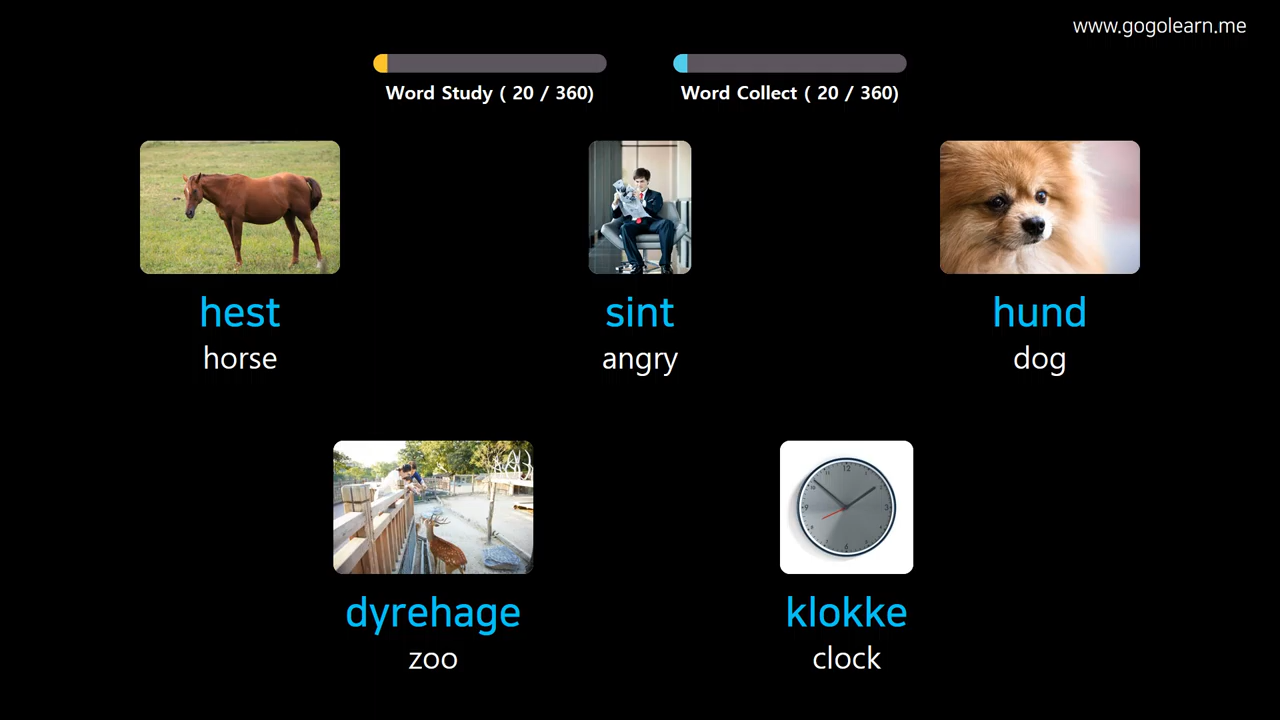 www.gogolearn.me
Word Study ( 20 / 360)
Word Collect ( 20 / 360)
hest
horse
sint
angry
hund
dog
dyrehage
zoo
klokke
clock